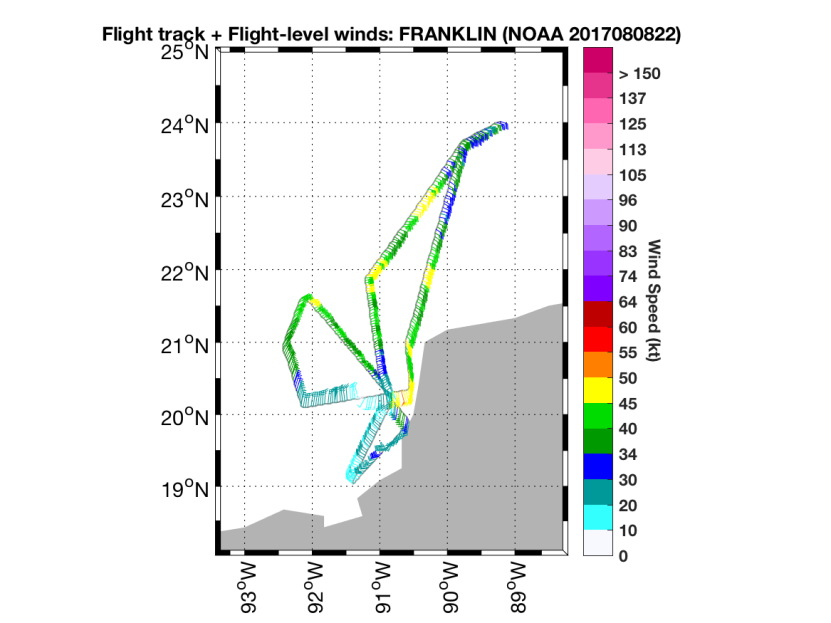 Flight track + Flight-level winds: FRANKLIN (NOAA 2017080822)
25°N
24°N
23°N
22°N
21°N
20°N
19°N
93°W
92°W
91°W
90°W
89°W
> 150
137
125
113
105
96
90
83
74
64
60
55
50
45
40
34
30
20
10
0
Wind Speed (kt)